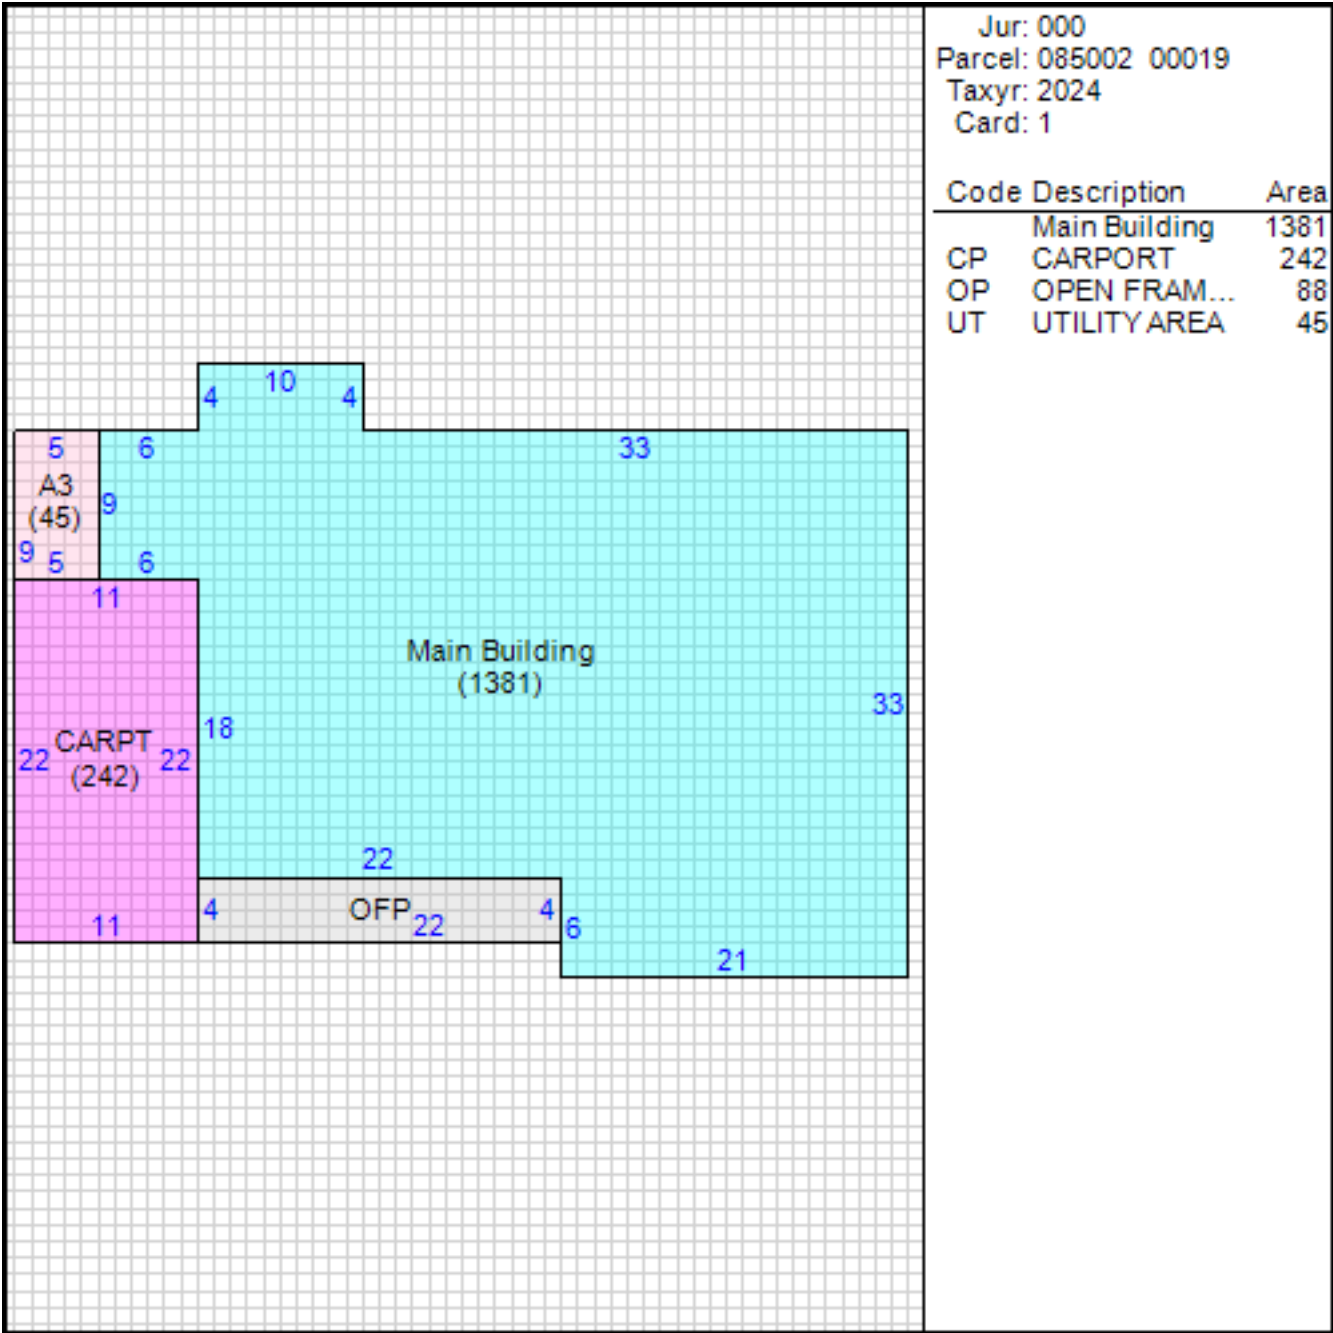 Jur: 000
Parcel: 085002 00019
Taxyr: 2024
Card: 1
Code Description Area
Main Building 1381
CP CARPORT 242
OP OPEN FRAM... 88
UT UTILITY AREA 45
10
4 4
5 6 33
A3
(45)
9
9
5 6
11
Main Building
(1381)
33
18
CARPT
(242)
22 22
22
4 OFP 4
22
11
6
21